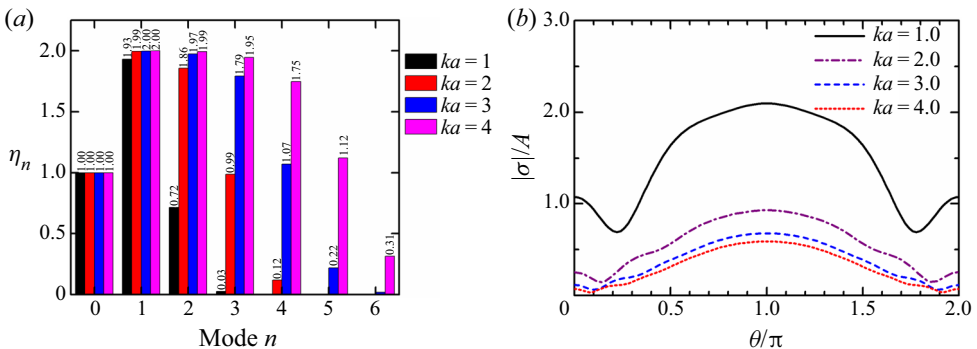 (a)
2.0
1.5
1.0
0.5
0
η_n
1.00
1.00
1.00
1.00
1.93
1.99
2.00
2.00
0.72
1.86
1.97
1.99
0.03
0.99
1.79
1.95
0.12
1.07
1.75
0.22
1.12
0.31
0 1 2 3 4 5 6
Mode n
ka = 1
ka = 2
ka = 3
ka = 4
(b)
3.0
2.0
1.0
0
|σ|/A
ka = 1.0
ka = 2.0
ka = 3.0
ka = 4.0
0.5 1.0 1.5 2.0
θ/π